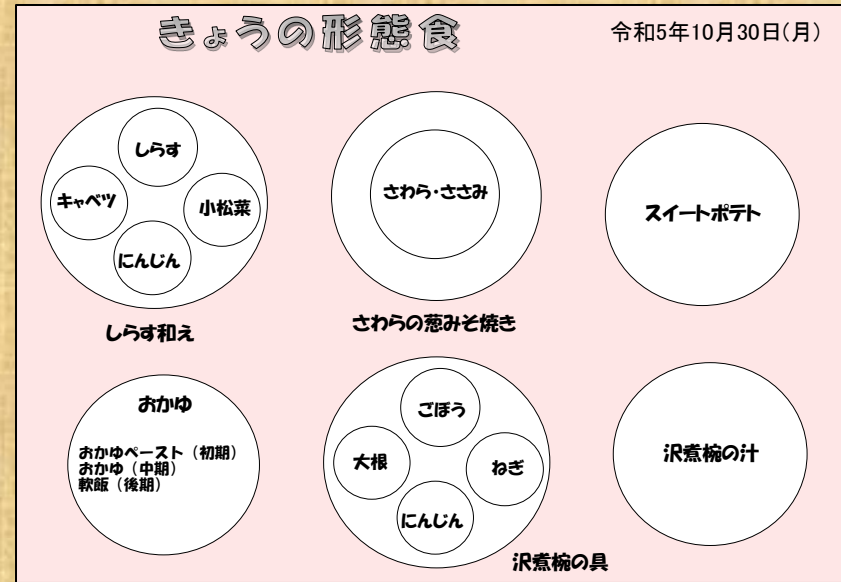 きょうの形態食
令和5年10月30日(月)
しらす
キャベツ
小松菜
にんじん
しらす和え
さわら・ささみ
さわらの葱みそ焼き
スイートポテト
おかゆ
おかゆペースト（初期）
おかゆ（中期）
軟飯（後期）
ごぼう
大根
ねぎ
にんじん
沢煮椀の具
沢煮椀の汁